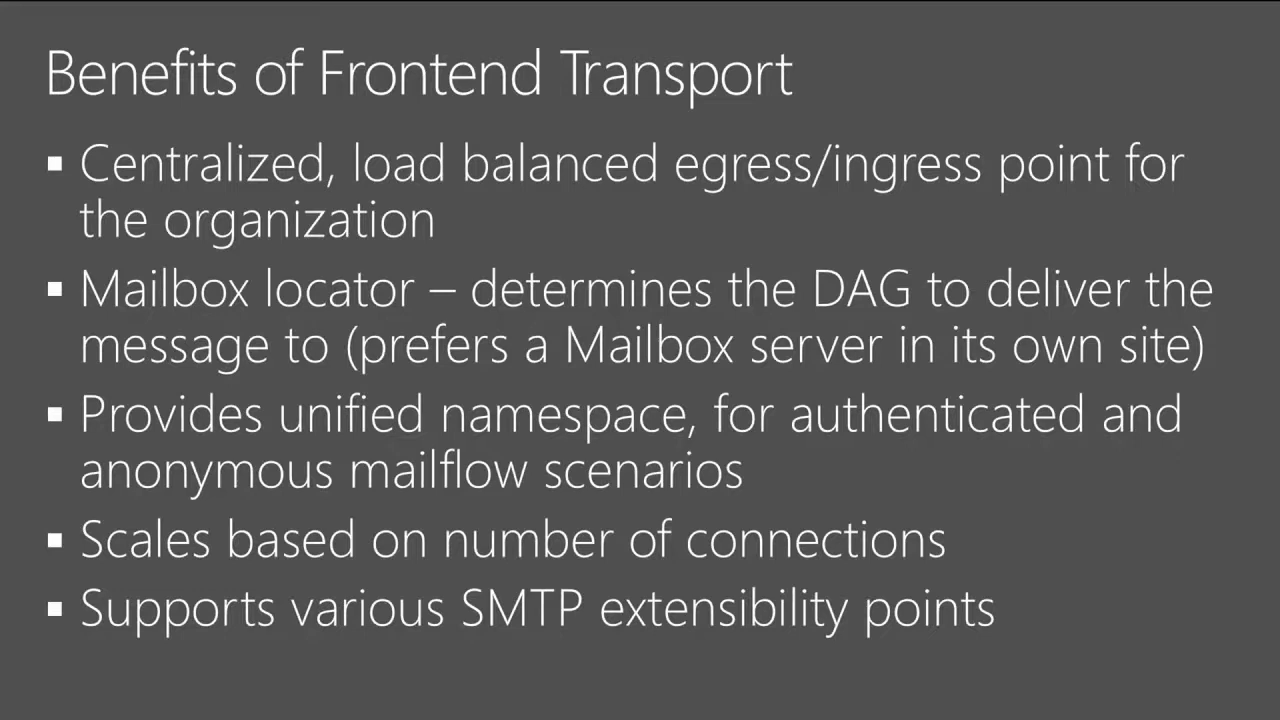 Benefits of Frontend Transport
▪ Centralized, load balanced egress/ingress point for
the organization
▪ Mailbox locator – determines the DAG to deliver the
message to (prefers a Mailbox server in its own site)
▪ Provides unified namespace, for authenticated and
anonymous mailflow scenarios
▪ Scales based on number of connections
▪ Supports various SMTP extensibility points